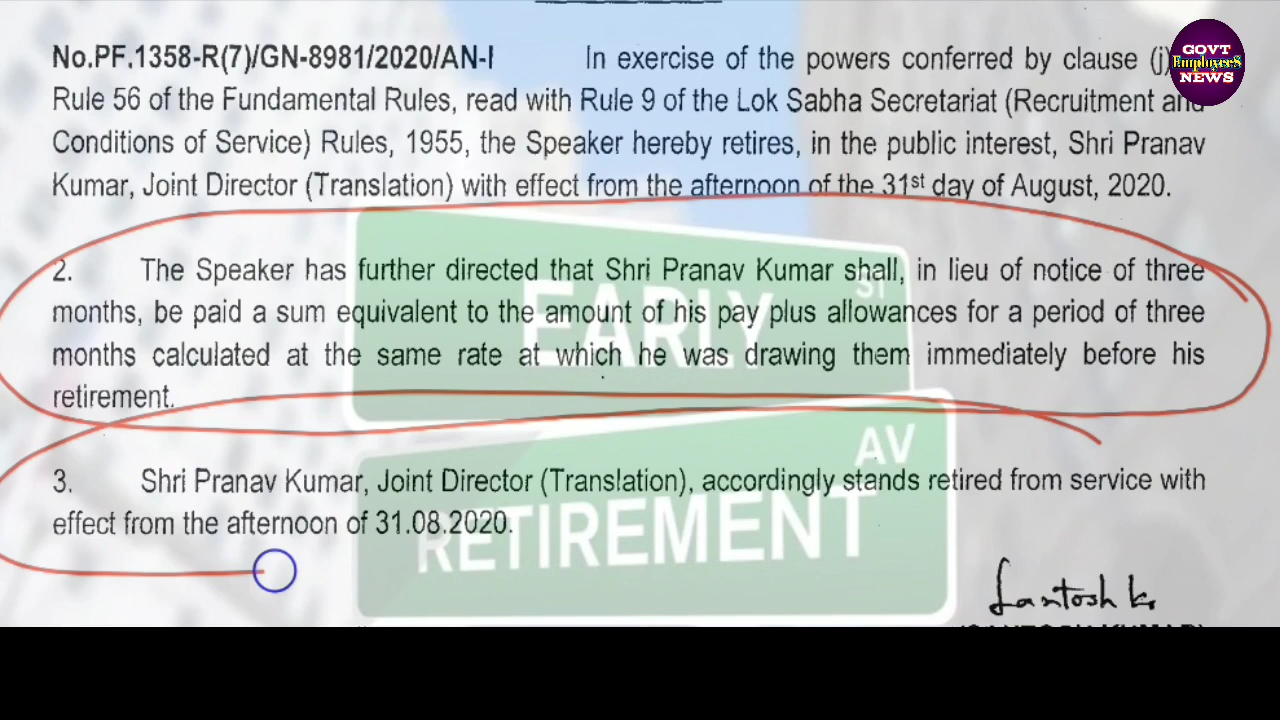 No.PF.1358-R(7)/GN-8981/2020/AN-I In exercise of the powers conferred by clause (j)
Rule 56 of the Fundamental Rules, read with Rule 9 of the Lok Sabha Secretariat (Recruitment and
Conditions of Service) Rules, 1955, the Speaker hereby retires, in the public interest, Shri Pranav
Kumar, Joint Director (Translation) with effect from the afternoon of the 31st day of August, 2020.
GOVT
EmployeeS
NEWS
2. The Speaker has further directed that Shri Pranav Kumar shall, in lieu of notice of three
months, be paid a sum equivalent to the amount of his pay plus allowances for a period of three
months calculated at the same rate at which he was drawing them immediately before his
retirement.
EARLY ST
3. Shri Pranav Kumar, Joint Director (Translation), accordingly stands retired from service with
effect from the afternoon of 31.08.2020.
RETIREMENT AV
Santosh K